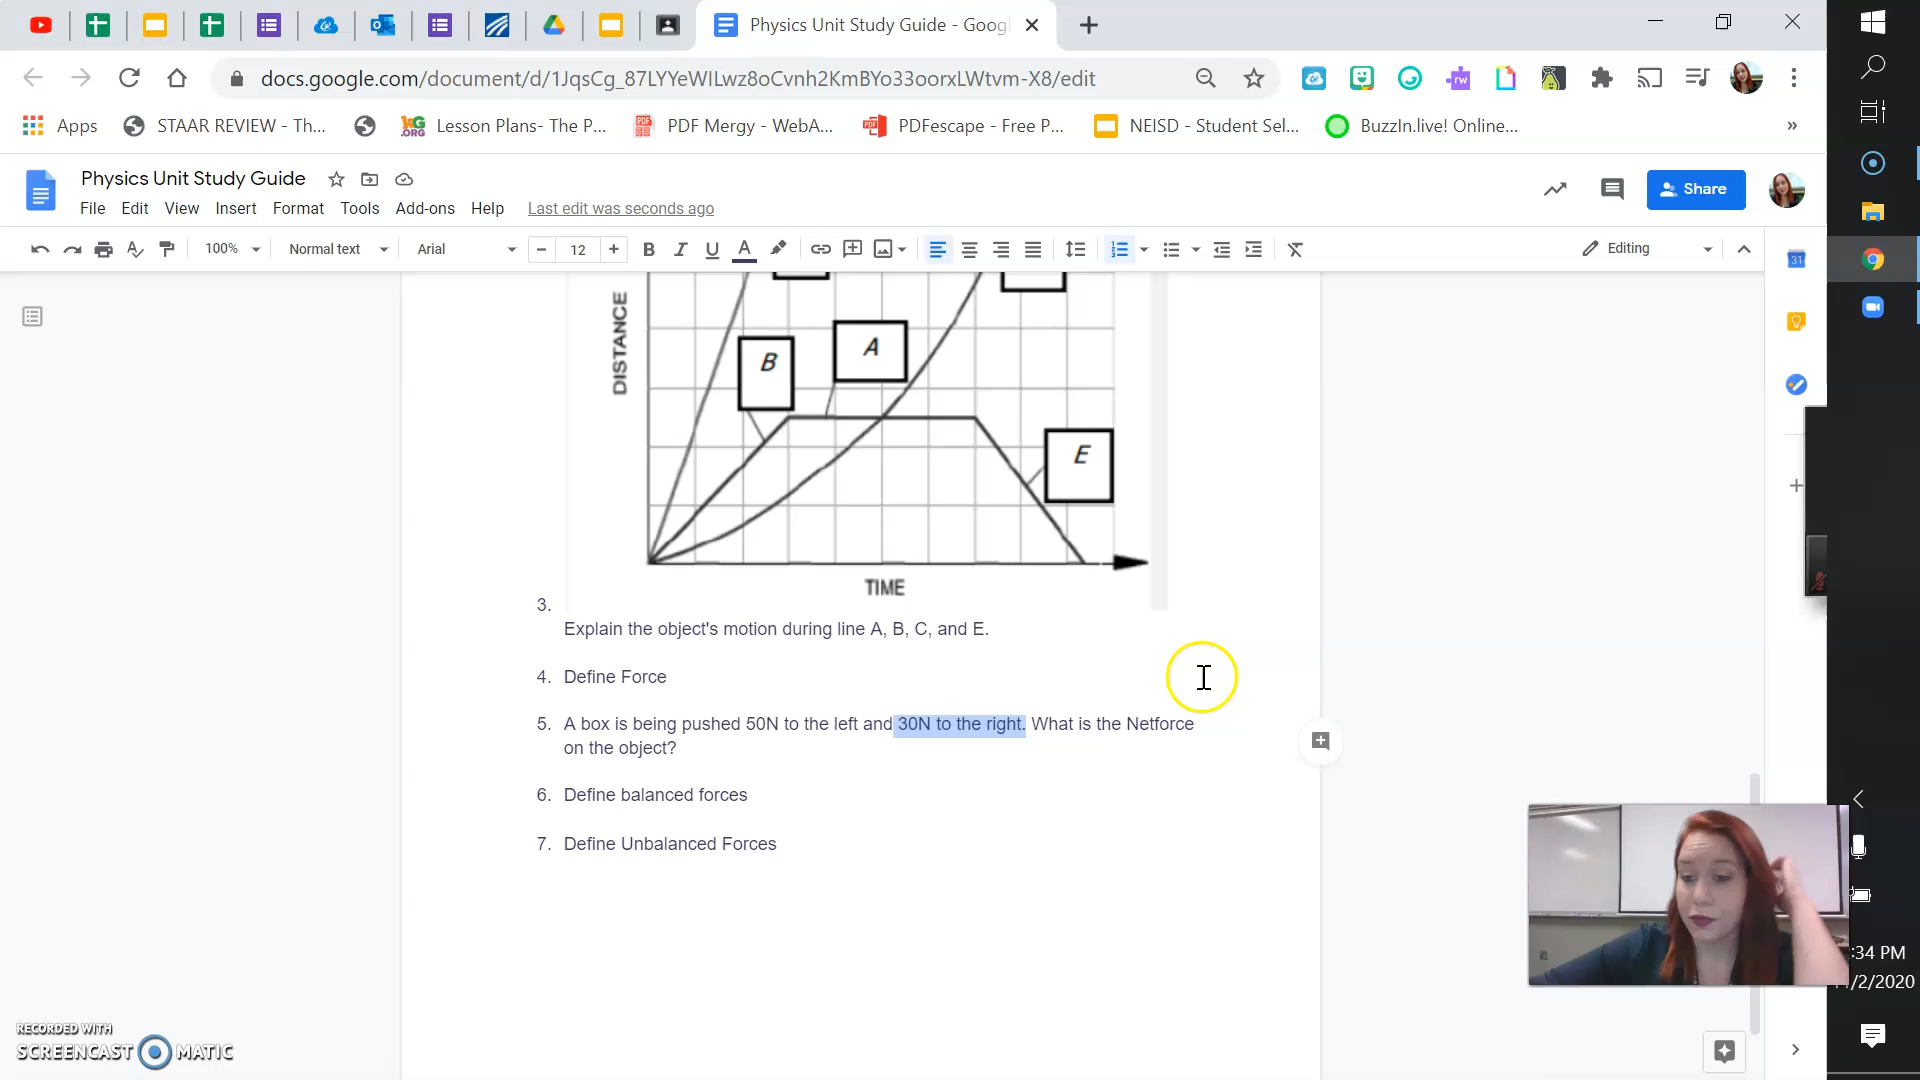 Physics Unit Study Guide - Googl
docs.google.com/document/d/1JqsCg_87LYYeWILwz8oCvnh2KmBYo33oorxLWtvm-X8/edit
rw
Apps STAAR REVIEW - Th... Lesson Plans- The P... PDF Mergy - WebA... PDFescape - Free P... NEISD - Student Sel... BuzzIn.live! Online... »
Physics Unit Study Guide
Share
File Edit View Insert Format Tools Add-ons Help Last edit was seconds ago
100% Normal text Arial − 12 + B I U A Editing
31
DISTANCE
B
A
E
TIME
3.
Explain the object's motion during line A, B, C, and E.
4. Define Force
5. A box is being pushed 50N to the left and 30N to the right. What is the Netforce
on the object?
6. Define balanced forces
7. Define Unbalanced Forces
:34 PM
/2/2020
RECORDED WITH
SCREENCAST MATIC